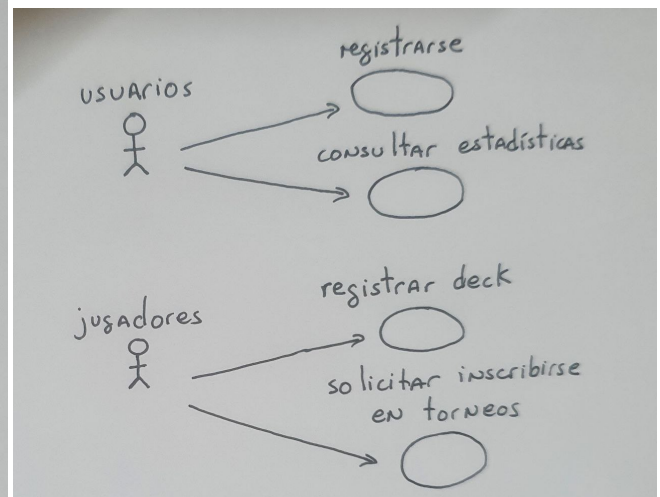 registrarse
usuarios
consultar estadísticas
registrar deck
jugadores
solicitar inscribirse
en torneos